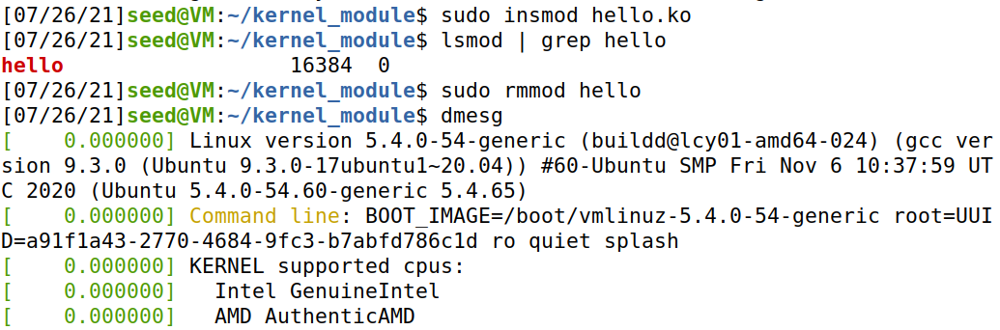 [07/26/21]seed@VM:~/kernel_module$ sudo insmod hello.ko
[07/26/21]seed@VM:~/kernel_module$ lsmod | grep hello
hello                  16384  0
[07/26/21]seed@VM:~/kernel_module$ sudo rmmod hello
[07/26/21]seed@VM:~/kernel_module$ dmesg
[    0.000000] Linux version 5.4.0-54-generic (buildd@lcy01-amd64-024) (gcc ver
sion 9.3.0 (Ubuntu 9.3.0-17ubuntu1~20.04)) #60-Ubuntu SMP Fri Nov 6 10:37:59 UT
C 2020 (Ubuntu 5.4.0-54.60-generic 5.4.65)
[    0.000000] Command line: BOOT_IMAGE=/boot/vmlinuz-5.4.0-54-generic root=UUI
D=a91f1a43-2770-4684-9fc3-b7abfd786c1d ro quiet splash
[    0.000000] KERNEL supported cpus:
[    0.000000]   Intel GenuineIntel
[    0.000000]   AMD AuthenticAMD